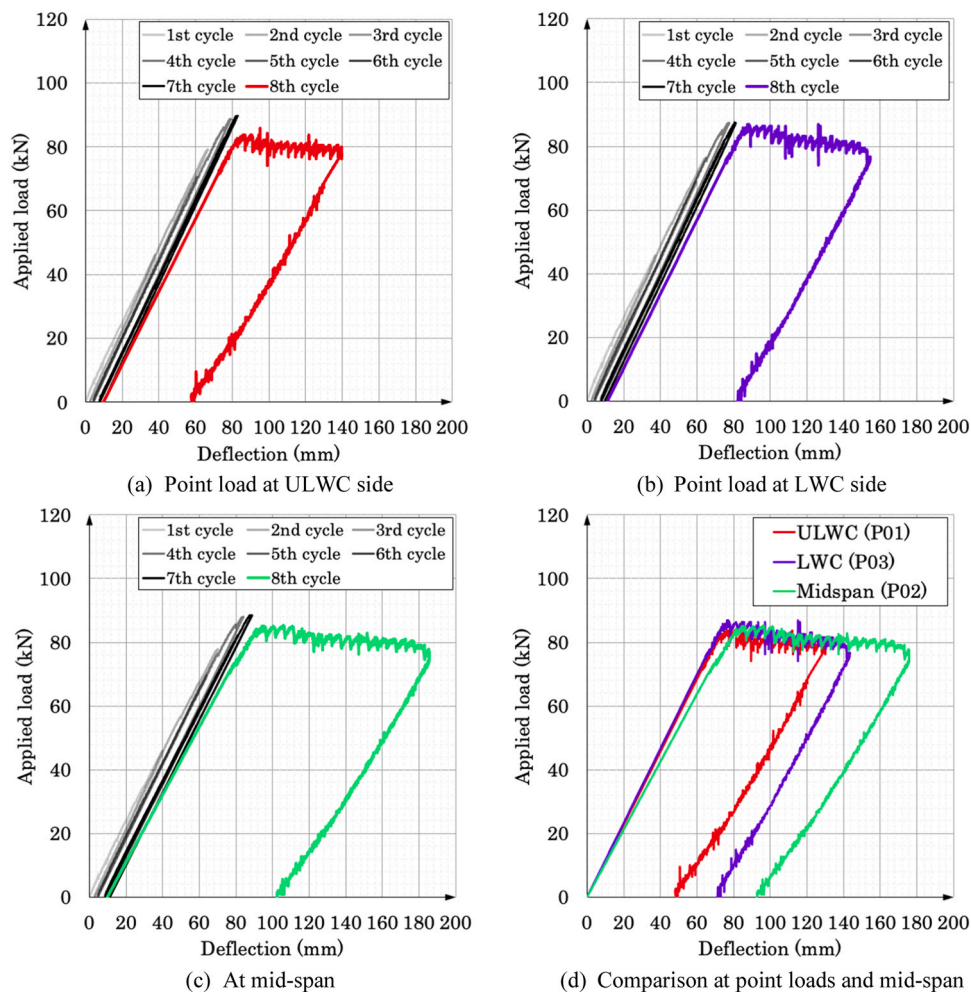 120
1st cycle 2nd cycle 3rd cycle
4th cycle 5th cycle 6th cycle
7th cycle 8th cycle
100
80
60
40
20
0
Applied load (kN)
0 20 40 60 80 100 120 140 160 180 200
Deflection (mm)
(a) Point load at ULWC side
120
1st cycle 2nd cycle 3rd cycle
4th cycle 5th cycle 6th cycle
7th cycle 8th cycle
100
80
60
40
20
0
Applied load (kN)
0 20 40 60 80 100 120 140 160 180 200
Deflection (mm)
(b) Point load at LWC side
120
1st cycle 2nd cycle 3rd cycle
4th cycle 5th cycle 6th cycle
7th cycle 8th cycle
100
80
60
40
20
0
Applied load (kN)
0 20 40 60 80 100 120 140 160 180 200
Deflection (mm)
(c) At mid-span
120
ULWC (P01)
LWC (P03)
Midspan (P02)
100
80
60
40
20
0
Applied load (kN)
0 20 40 60 80 100 120 140 160 180 200
Deflection (mm)
(d) Comparison at point loads and mid-span